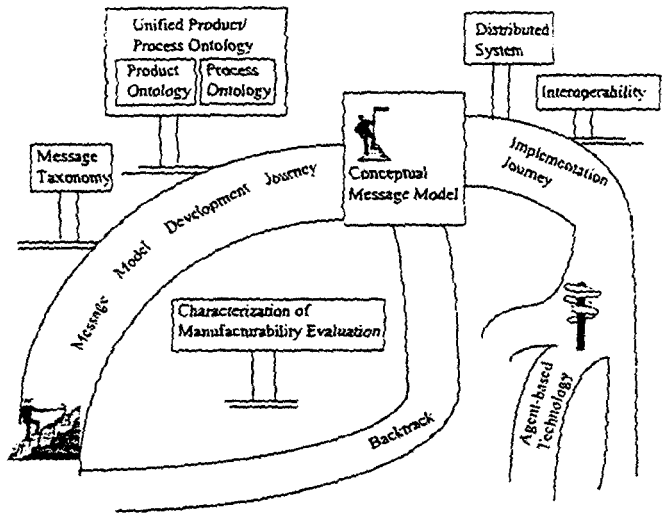 Unified Product/
Process Ontology
Product
Ontology
Process
Ontology
Message
Taxonomy
Distributed
System
Interoperability
Conceptual
Message Model
Message Model Development Journey
Implementation
Journey
Characterization of
Manufacturability Evaluation
Backtrack
Agent-based
Technology